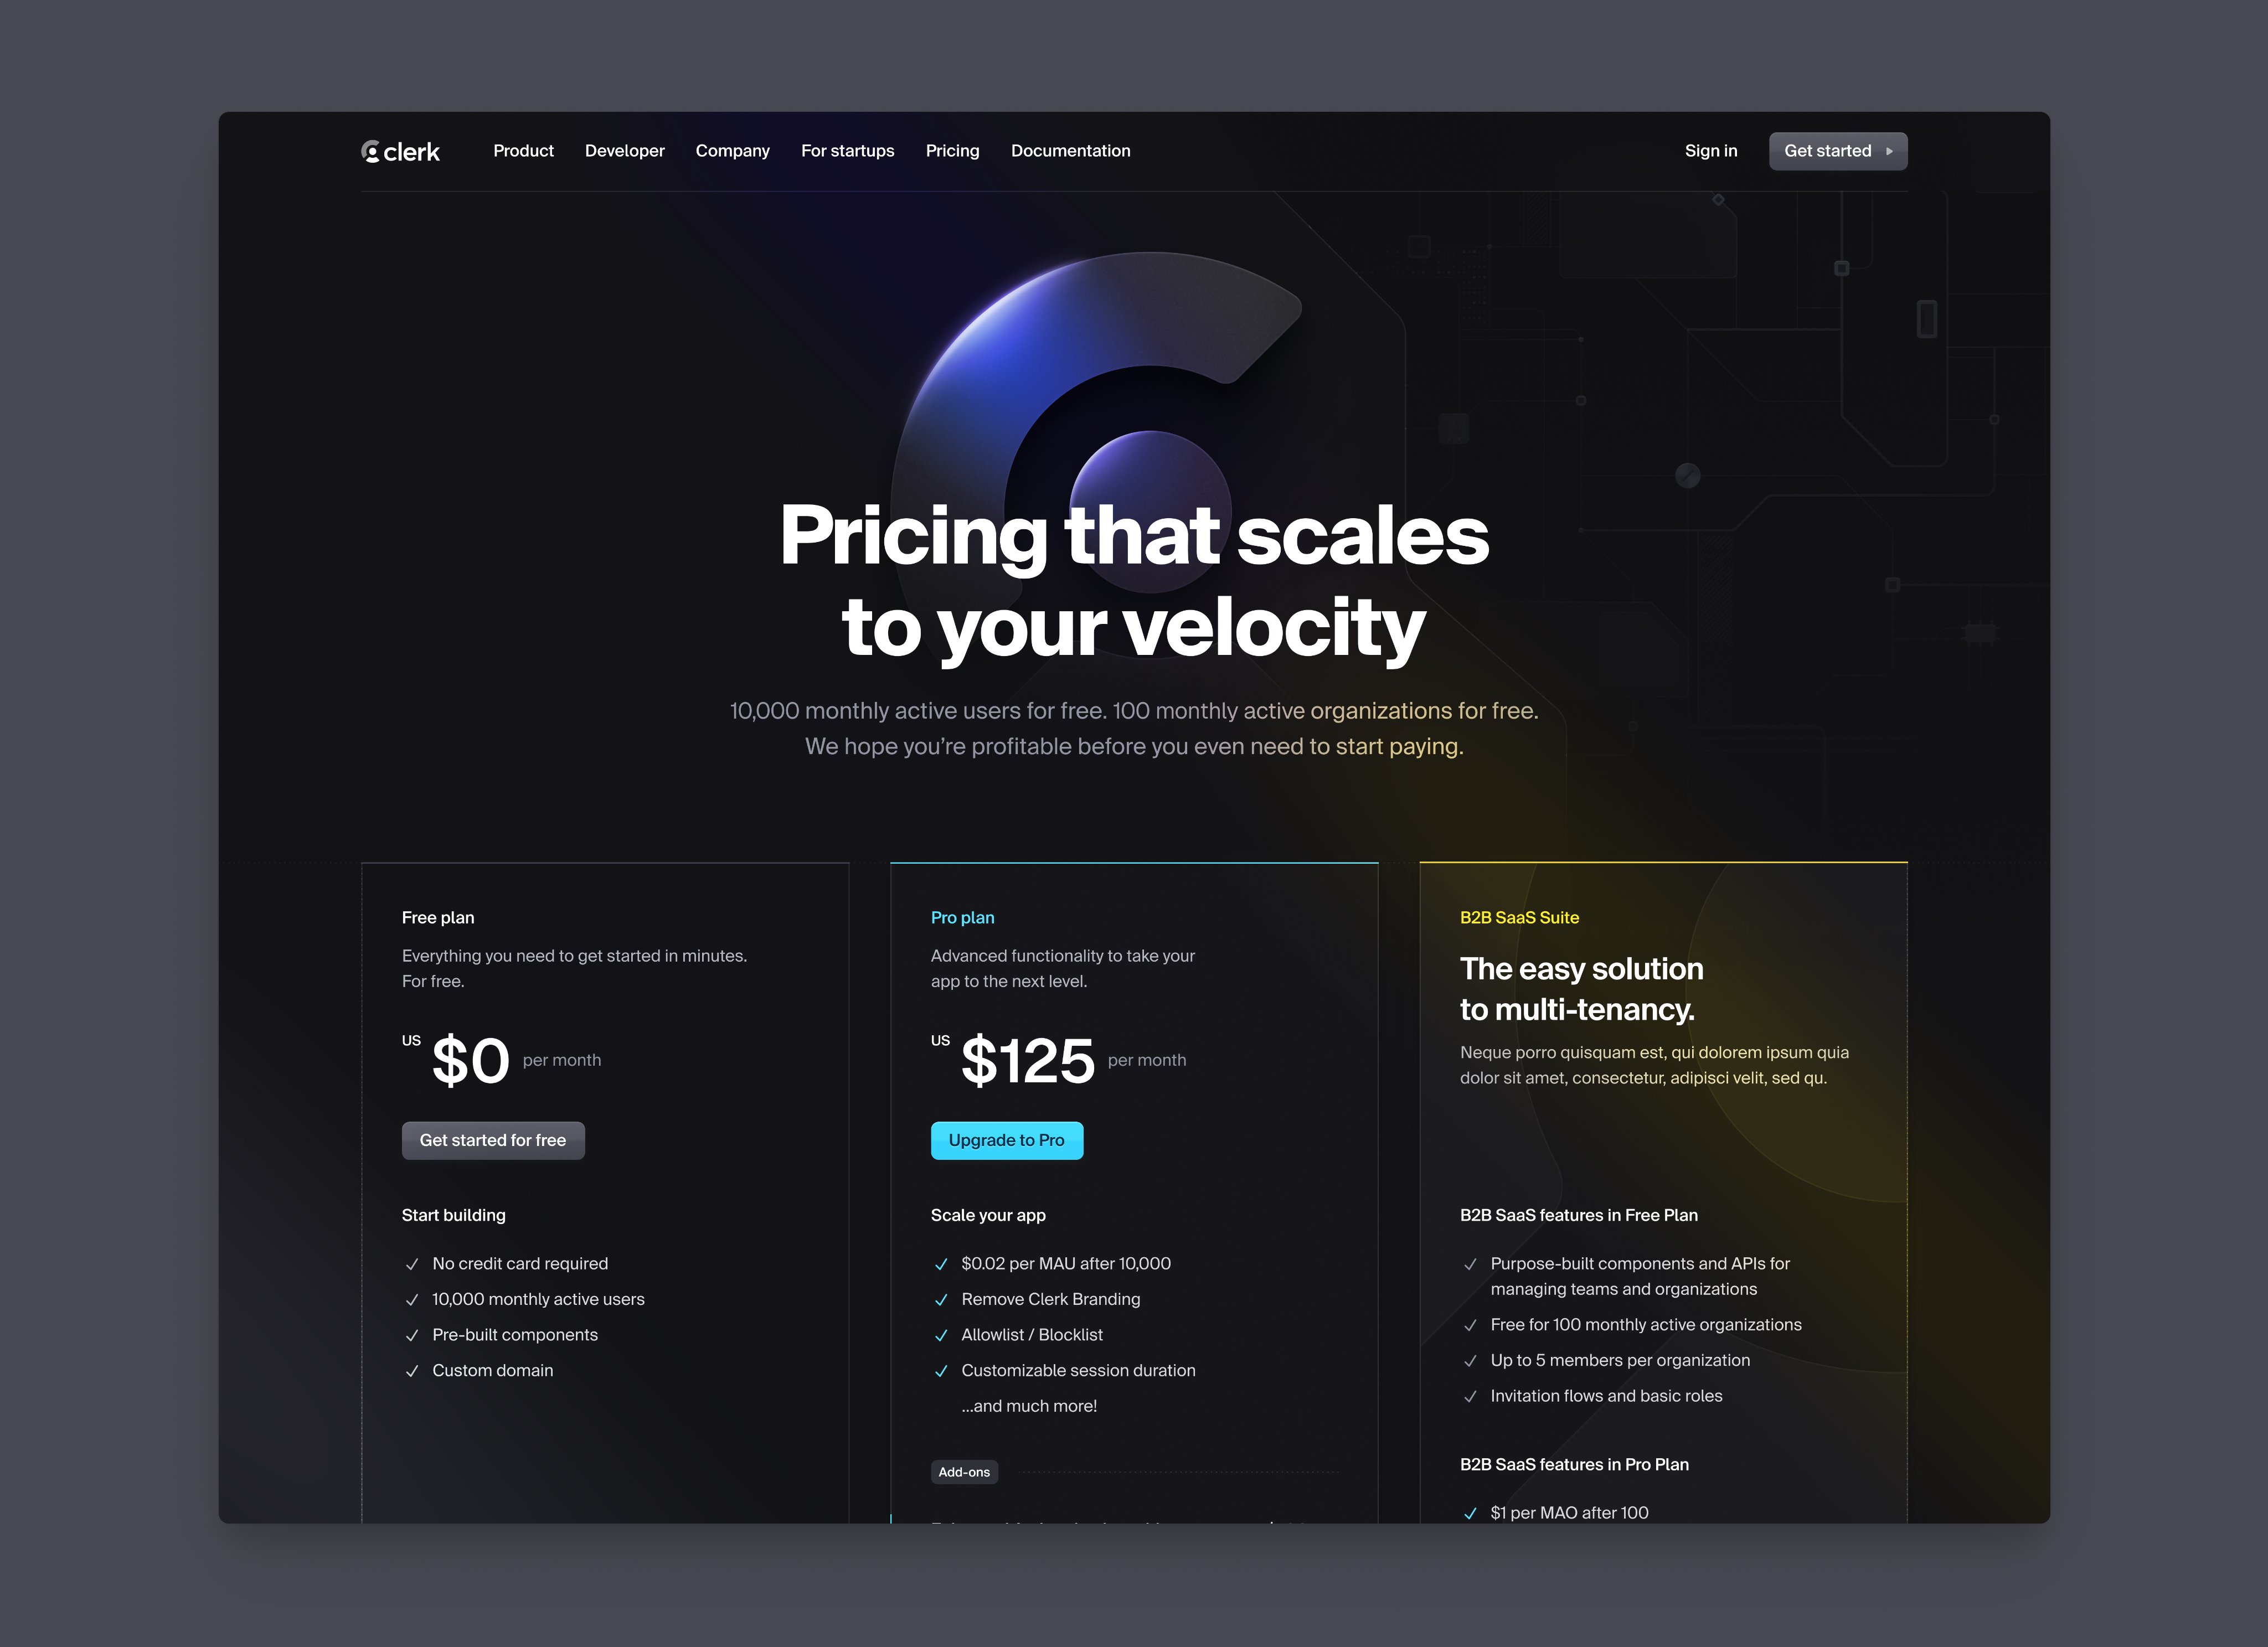 clerk
Product
Developer
Company
For startups
Pricing
Documentation
Sign in
Get started
Pricing that scales
to your velocity
10,000 monthly active users for free. 100 monthly active organizations for free.
We hope you’re profitable before you even need to start paying.
Free plan
Everything you need to get started in minutes.
For free.
US $0 per month
Get started for free
Start building
No credit card required
10,000 monthly active users
Pre-built components
Custom domain
Pro plan
Advanced functionality to take your
app to the next level.
US $125 per month
Upgrade to Pro
Scale your app
$0.02 per MAU after 10,000
Remove Clerk Branding
Allowlist / Blocklist
Customizable session duration
...and much more!
Add-ons
B2B SaaS Suite
The easy solution
to multi-tenancy.
Neque porro quisquam est, qui dolorem ipsum quia
dolor sit amet, consectetur, adipisci velit, sed qu.
B2B SaaS features in Free Plan
Purpose-built components and APIs for
managing teams and organizations
Free for 100 monthly active organizations
Up to 5 members per organization
Invitation flows and basic roles
B2B SaaS features in Pro Plan
$1 per MAO after 100